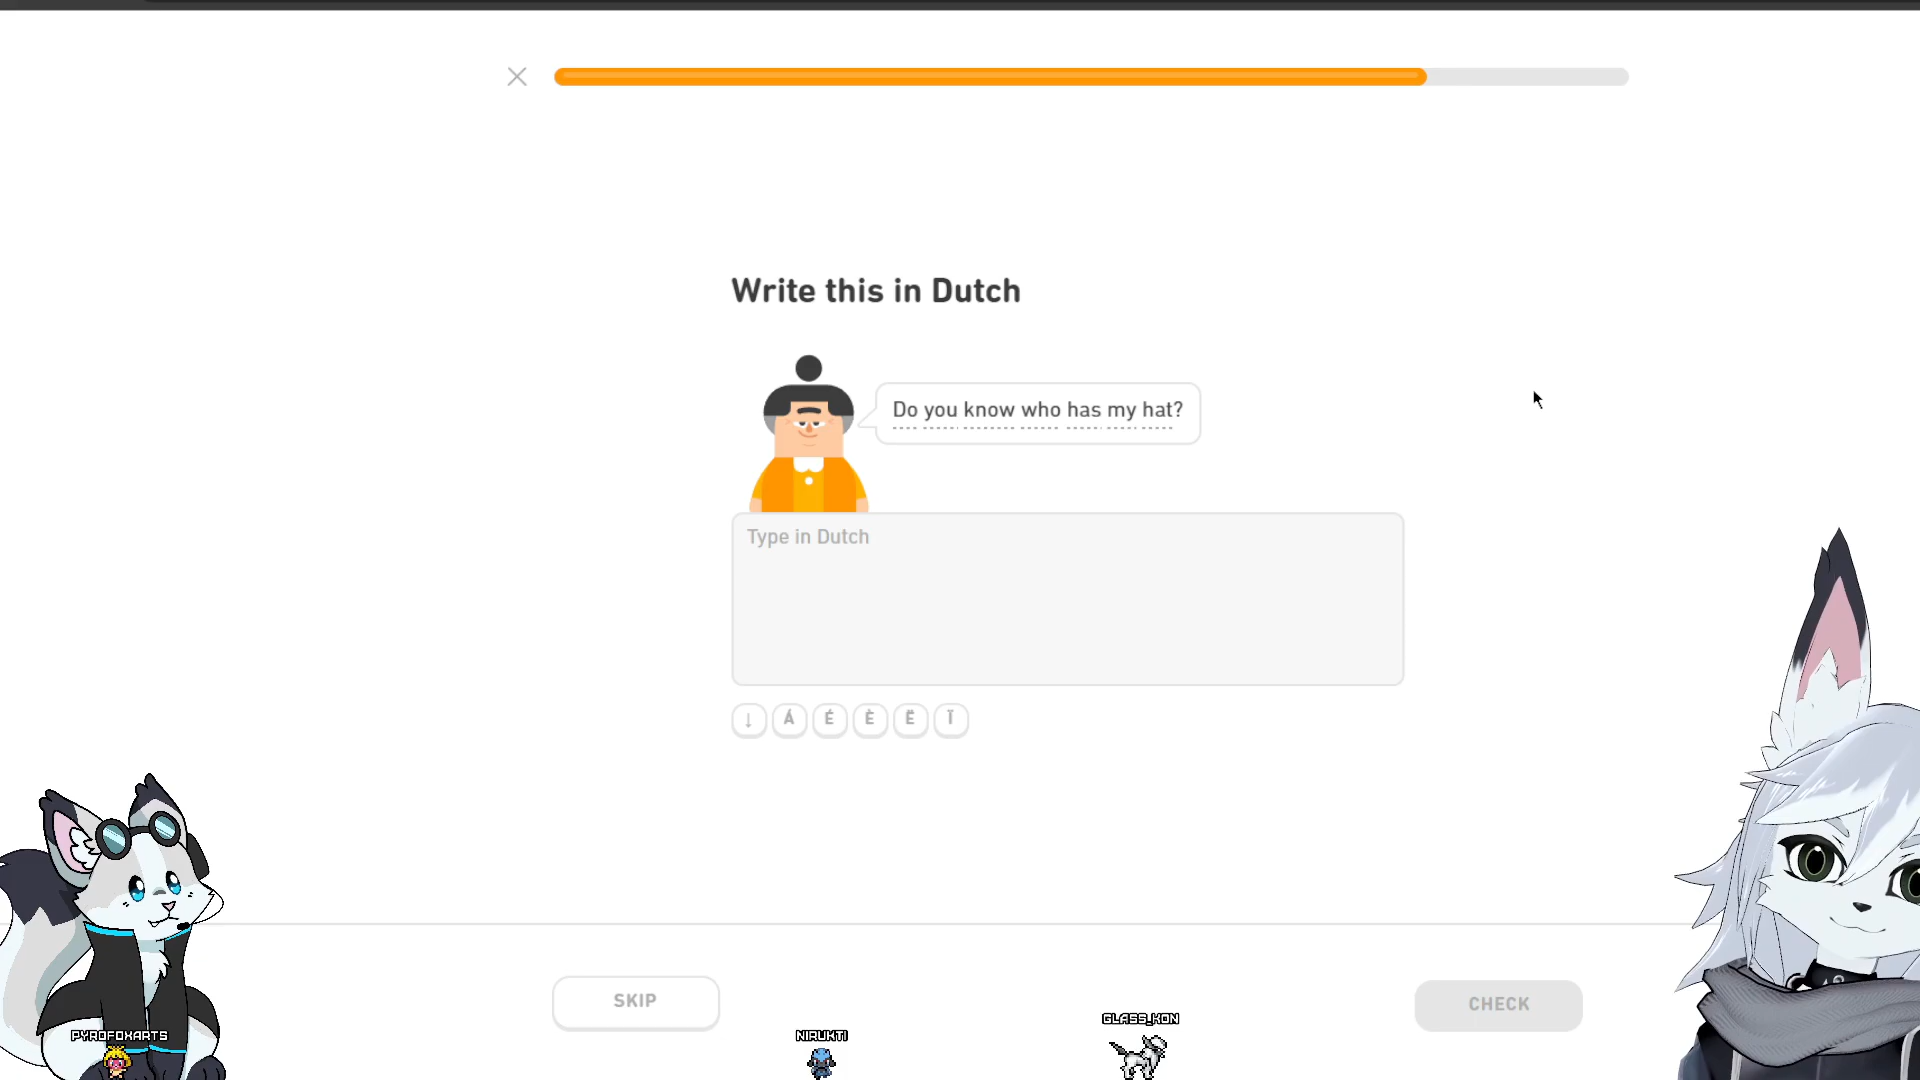 Write this in Dutch
Do you know who has my hat?
Type in Dutch
↓ Á É È Ë Ï
SKIP
CHECK
PYROFOXARTS
NIRUKTI
GLASS_KON